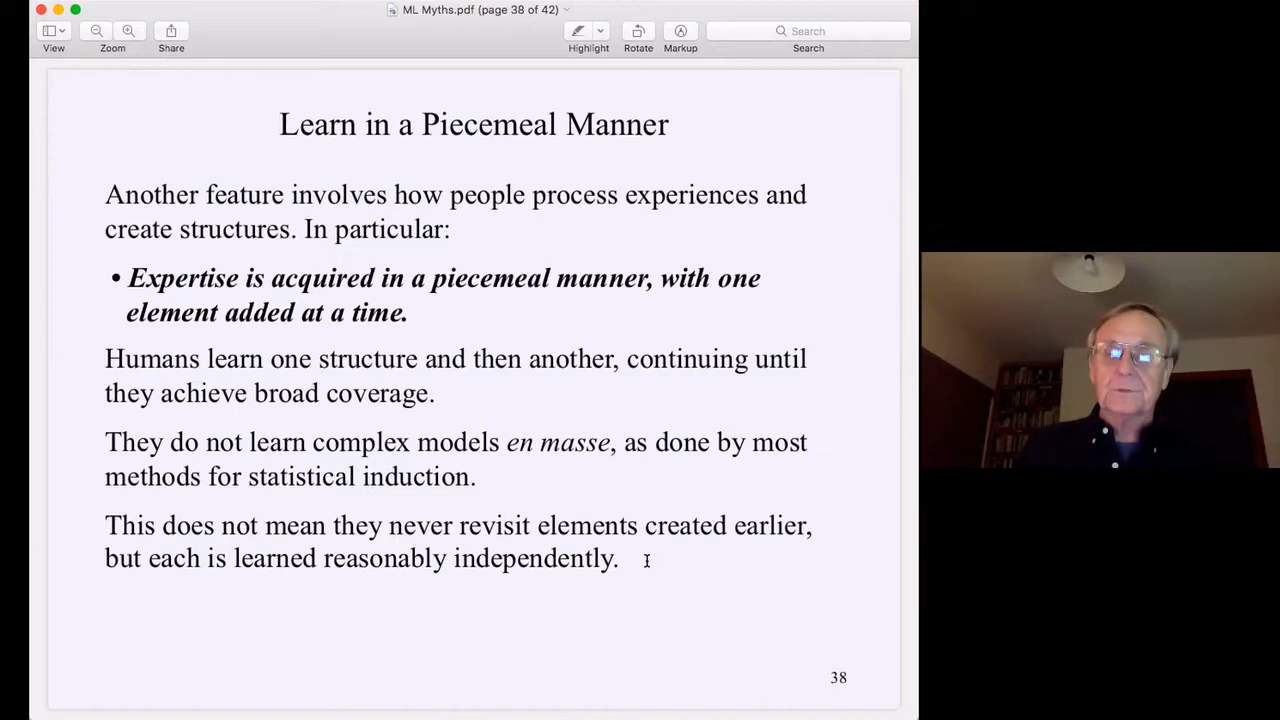 ML Myths.pdf (page 38 of 42)
View
Zoom
Share
Highlight
Rotate
Markup
Search
Search
Learn in a Piecemeal Manner
Another feature involves how people process experiences and
create structures. In particular:
• Expertise is acquired in a piecemeal manner, with one
element added at a time.
Humans learn one structure and then another, continuing until
they achieve broad coverage.
They do not learn complex models en masse, as done by most
methods for statistical induction.
This does not mean they never revisit elements created earlier,
but each is learned reasonably independently.
38